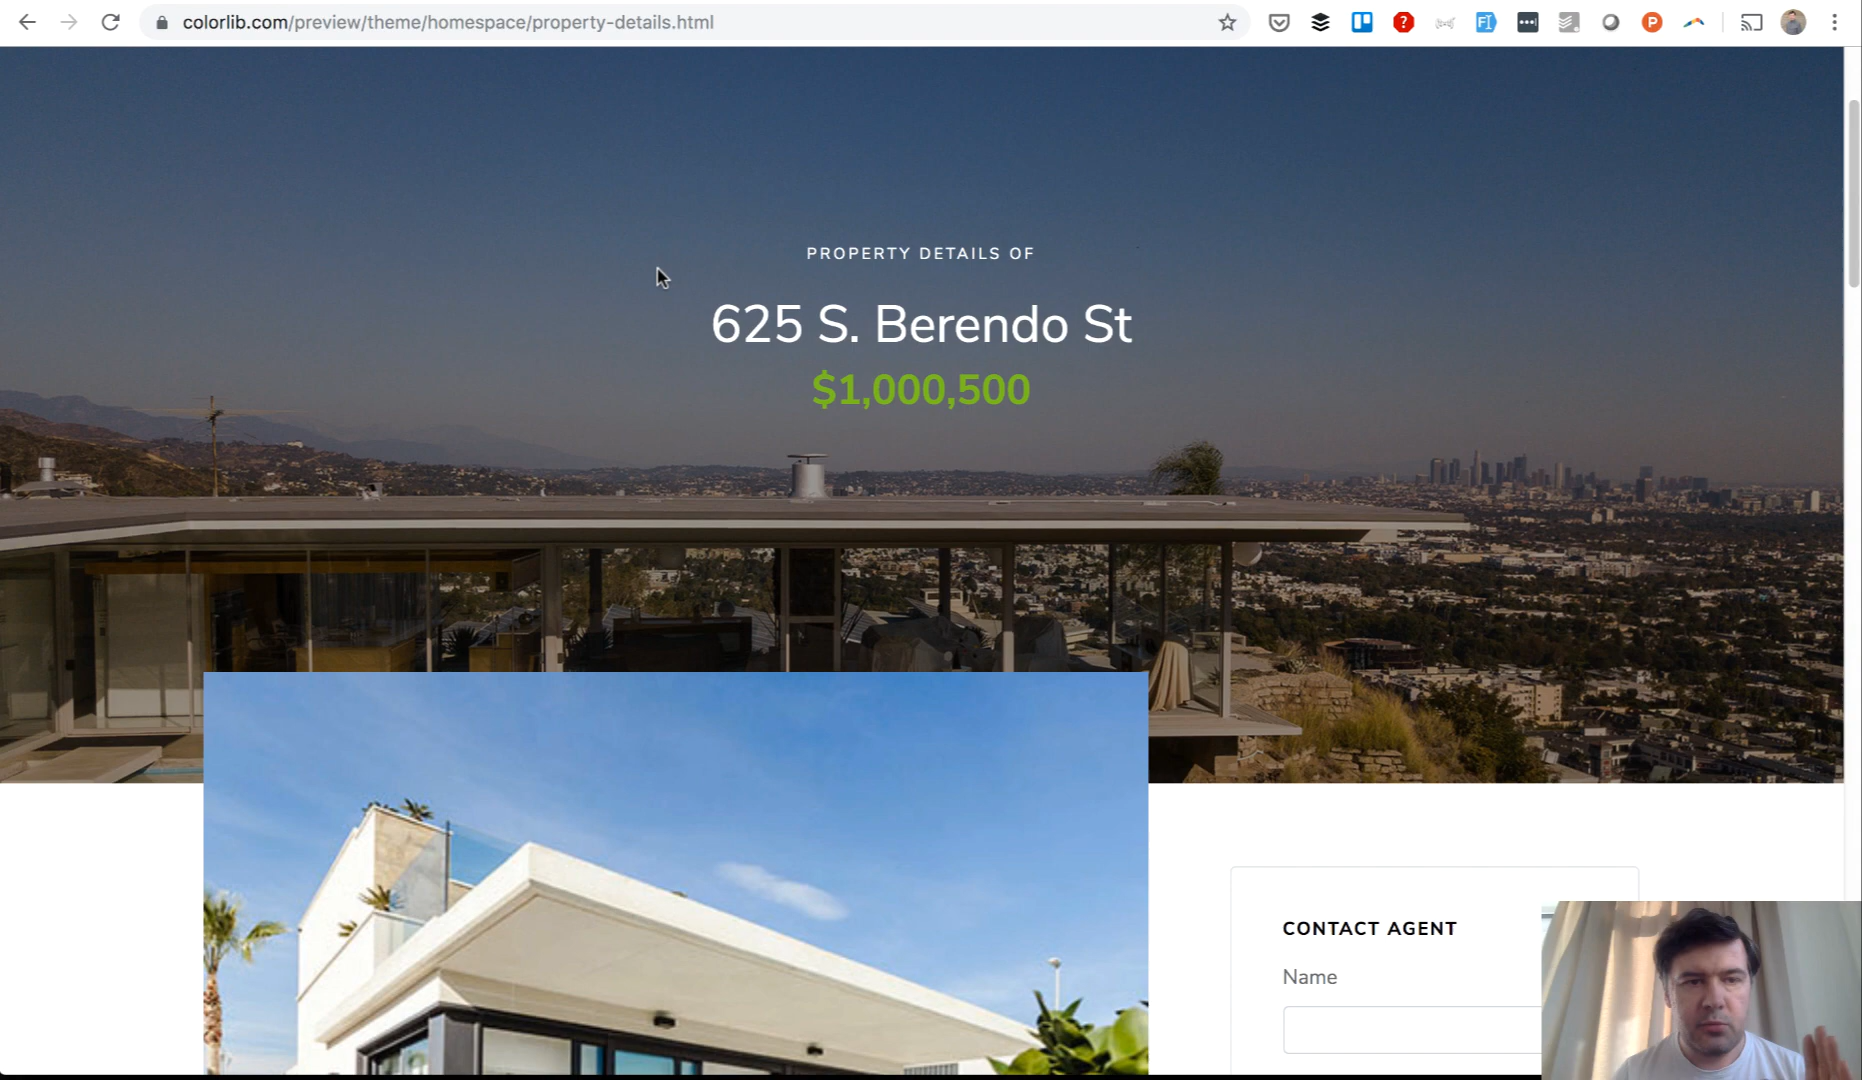 colorlib.com/preview/theme/homespace/property-details.html
PROPERTY DETAILS OF
625 S. Berendo St
$1,000,500
CONTACT AGENT
Name